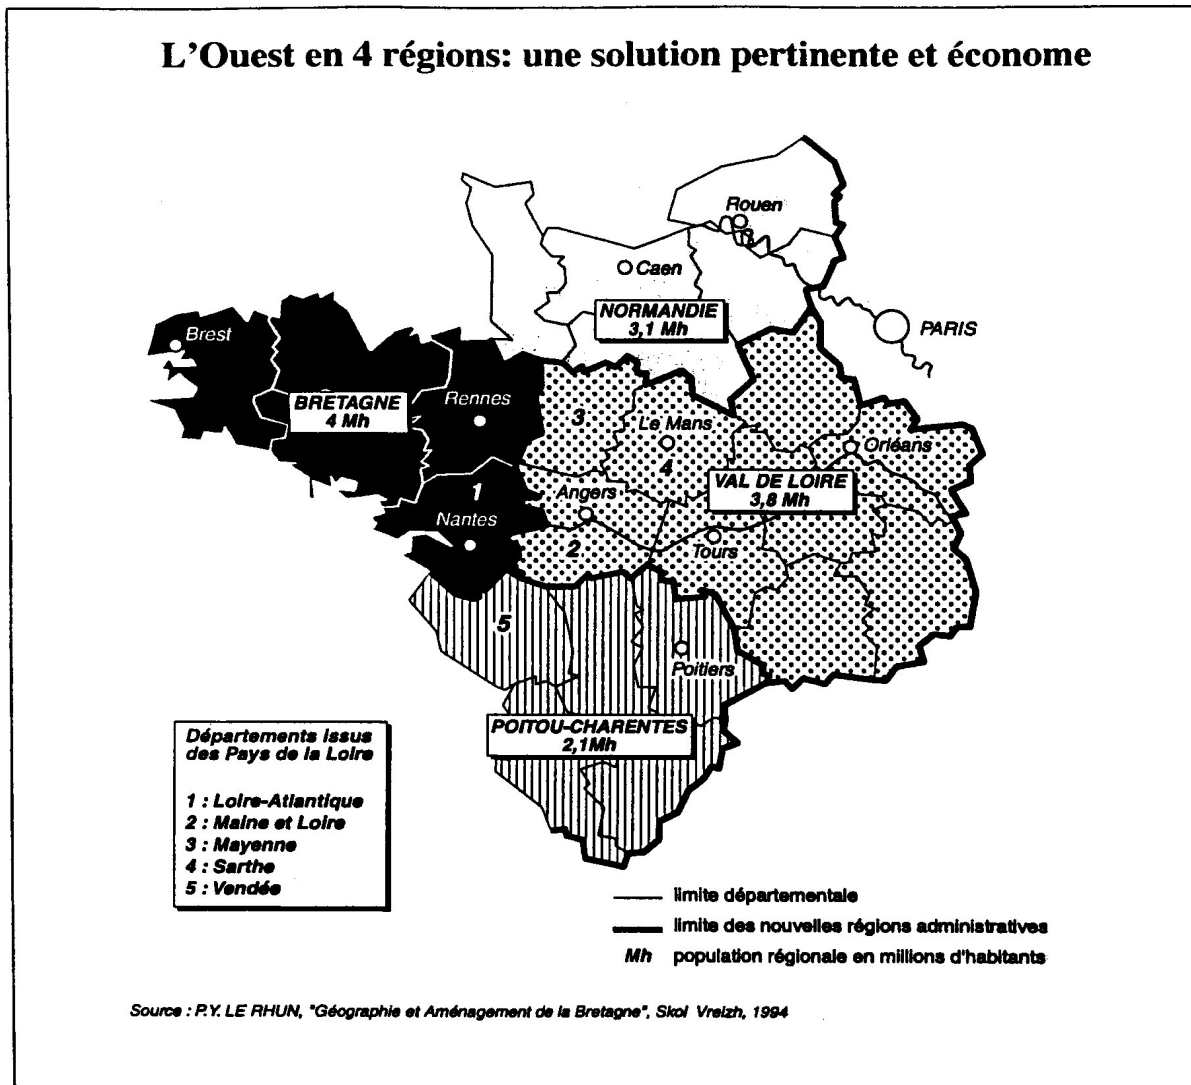 L'Ouest en 4 régions: une solution pertinente et économe
Rouen
Caen
NORMANDIE
3,1 Mh
PARIS
Brest
BRETAGNE
4 Mh
Rennes
3
Le Mans
4
Orléans
VAL DE LOIRE
3,8 Mh
1
Nantes
Angers
2
Tours
5
Poitiers
POITOU-CHARENTES
2,1Mh
Départements issus
des Pays de la Loire
1 : Loire-Atlantique
2 : Maine et Loire
3 : Mayenne
4 : Sarthe
5 : Vendée
limite départementale
limite des nouvelles régions administratives
Mh population régionale en millions d'habitants
Source : P.Y. LE RHUN, "Géographie et Aménagement de la Bretagne", Skol Vreizh, 1994